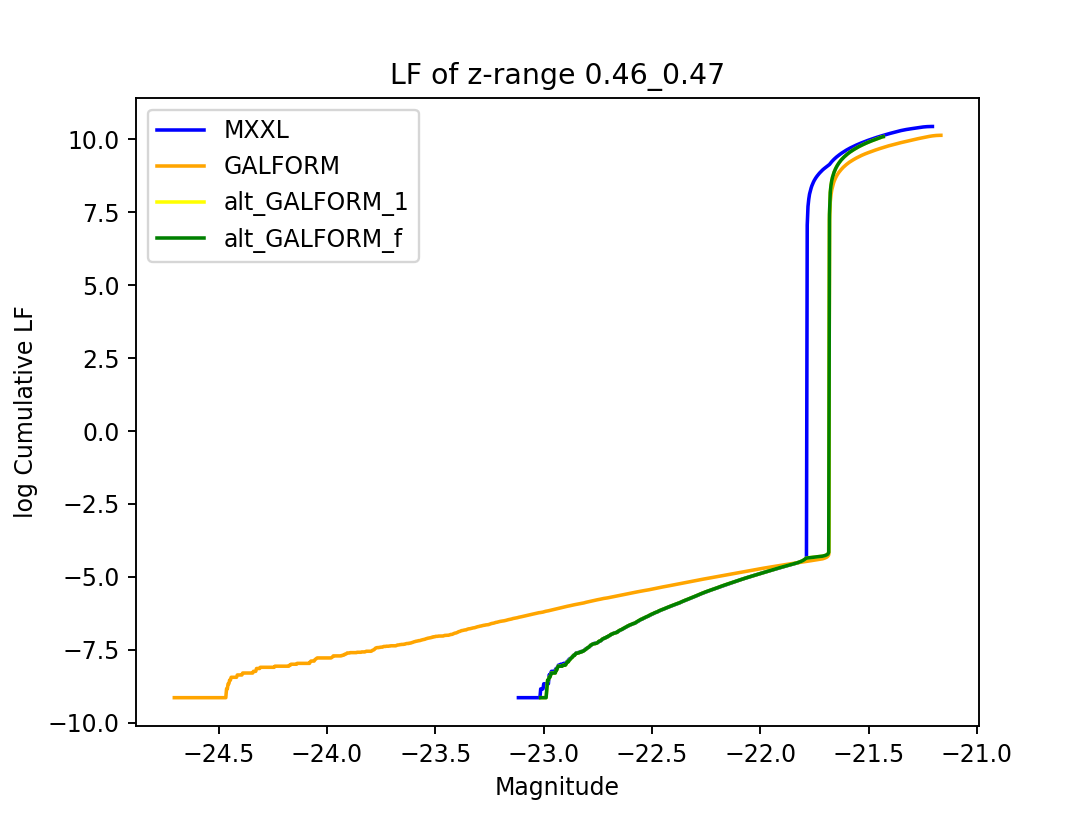 LF of z-range 0.46_0.47
MXXL
GALFORM
alt_GALFORM_1
alt_GALFORM_f
log Cumulative LF
10.0
7.5
5.0
2.5
0.0
−2.5
−5.0
−7.5
−10.0
−24.5 −24.0 −23.5 −23.0 −22.5 −22.0 −21.5 −21.0
Magnitude